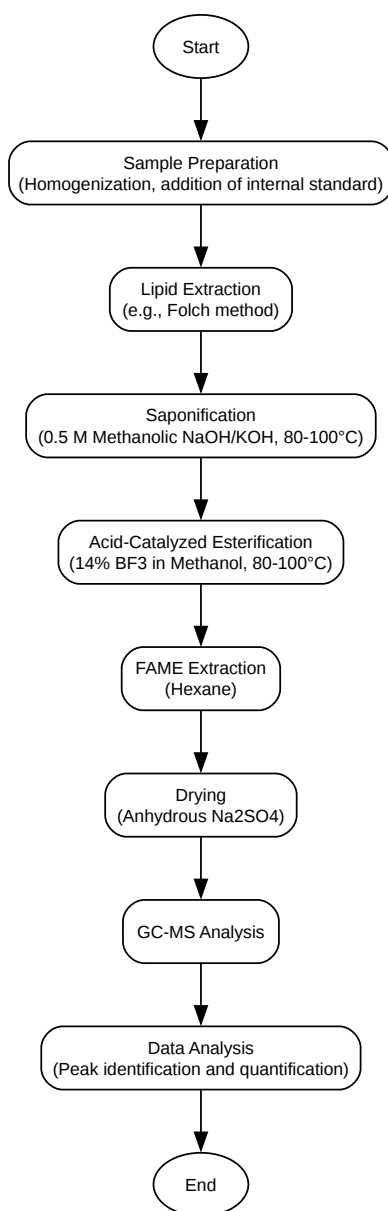 Start
Sample Preparation
(Homogenization, addition of internal standard)
Lipid Extraction
(e.g., Folch method)
Saponification
(0.5 M Methanolic NaOH/KOH, 80-100°C)
Acid-Catalyzed Esterification
(14% BF3 in Methanol, 80-100°C)
FAME Extraction
(Hexane)
Drying
(Anhydrous Na2SO4)
GC-MS Analysis
Data Analysis
(Peak identification and quantification)
End